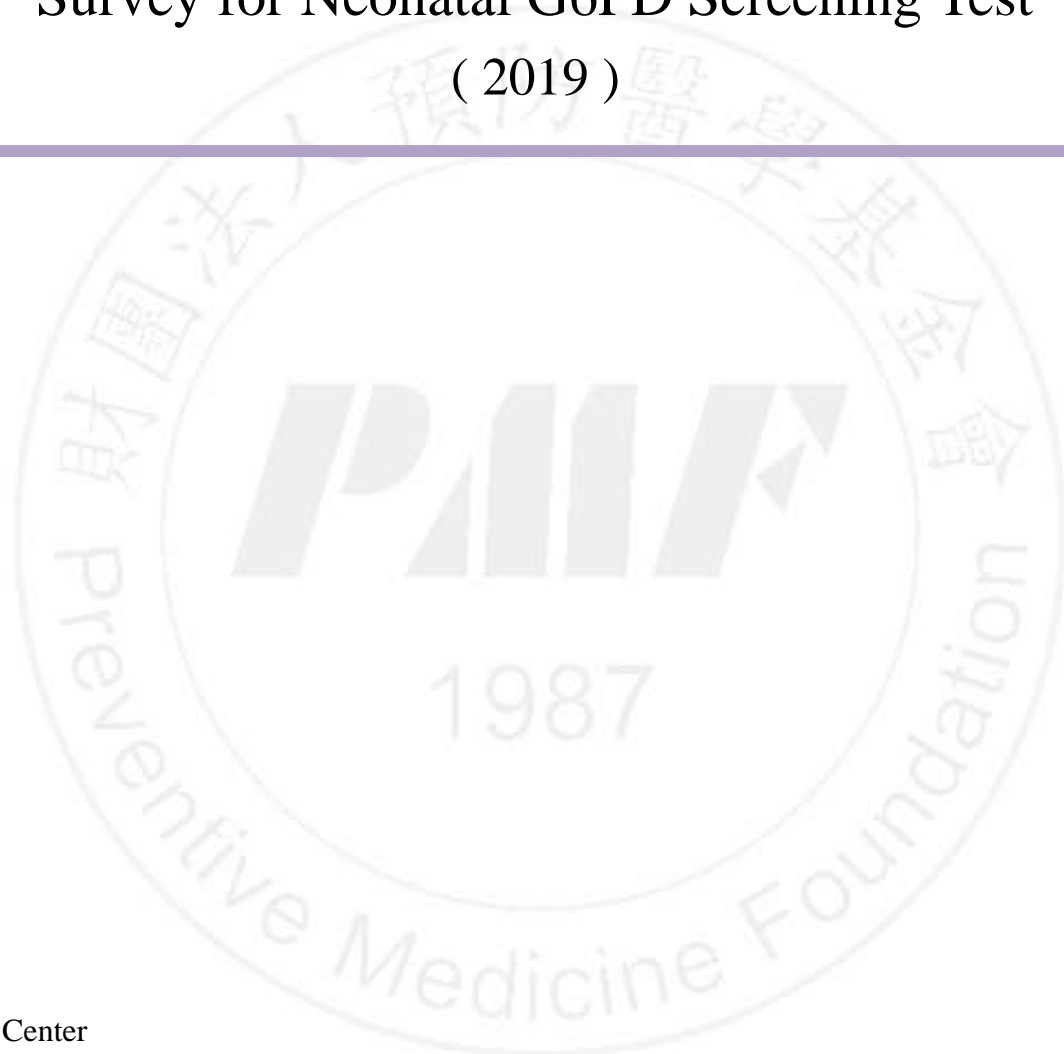 Survey for Neonatal G6PD Screening Test
( 2019 )
財團法人預防醫學基金會
PMF
1987
Preventive Medicine Foundation
Center